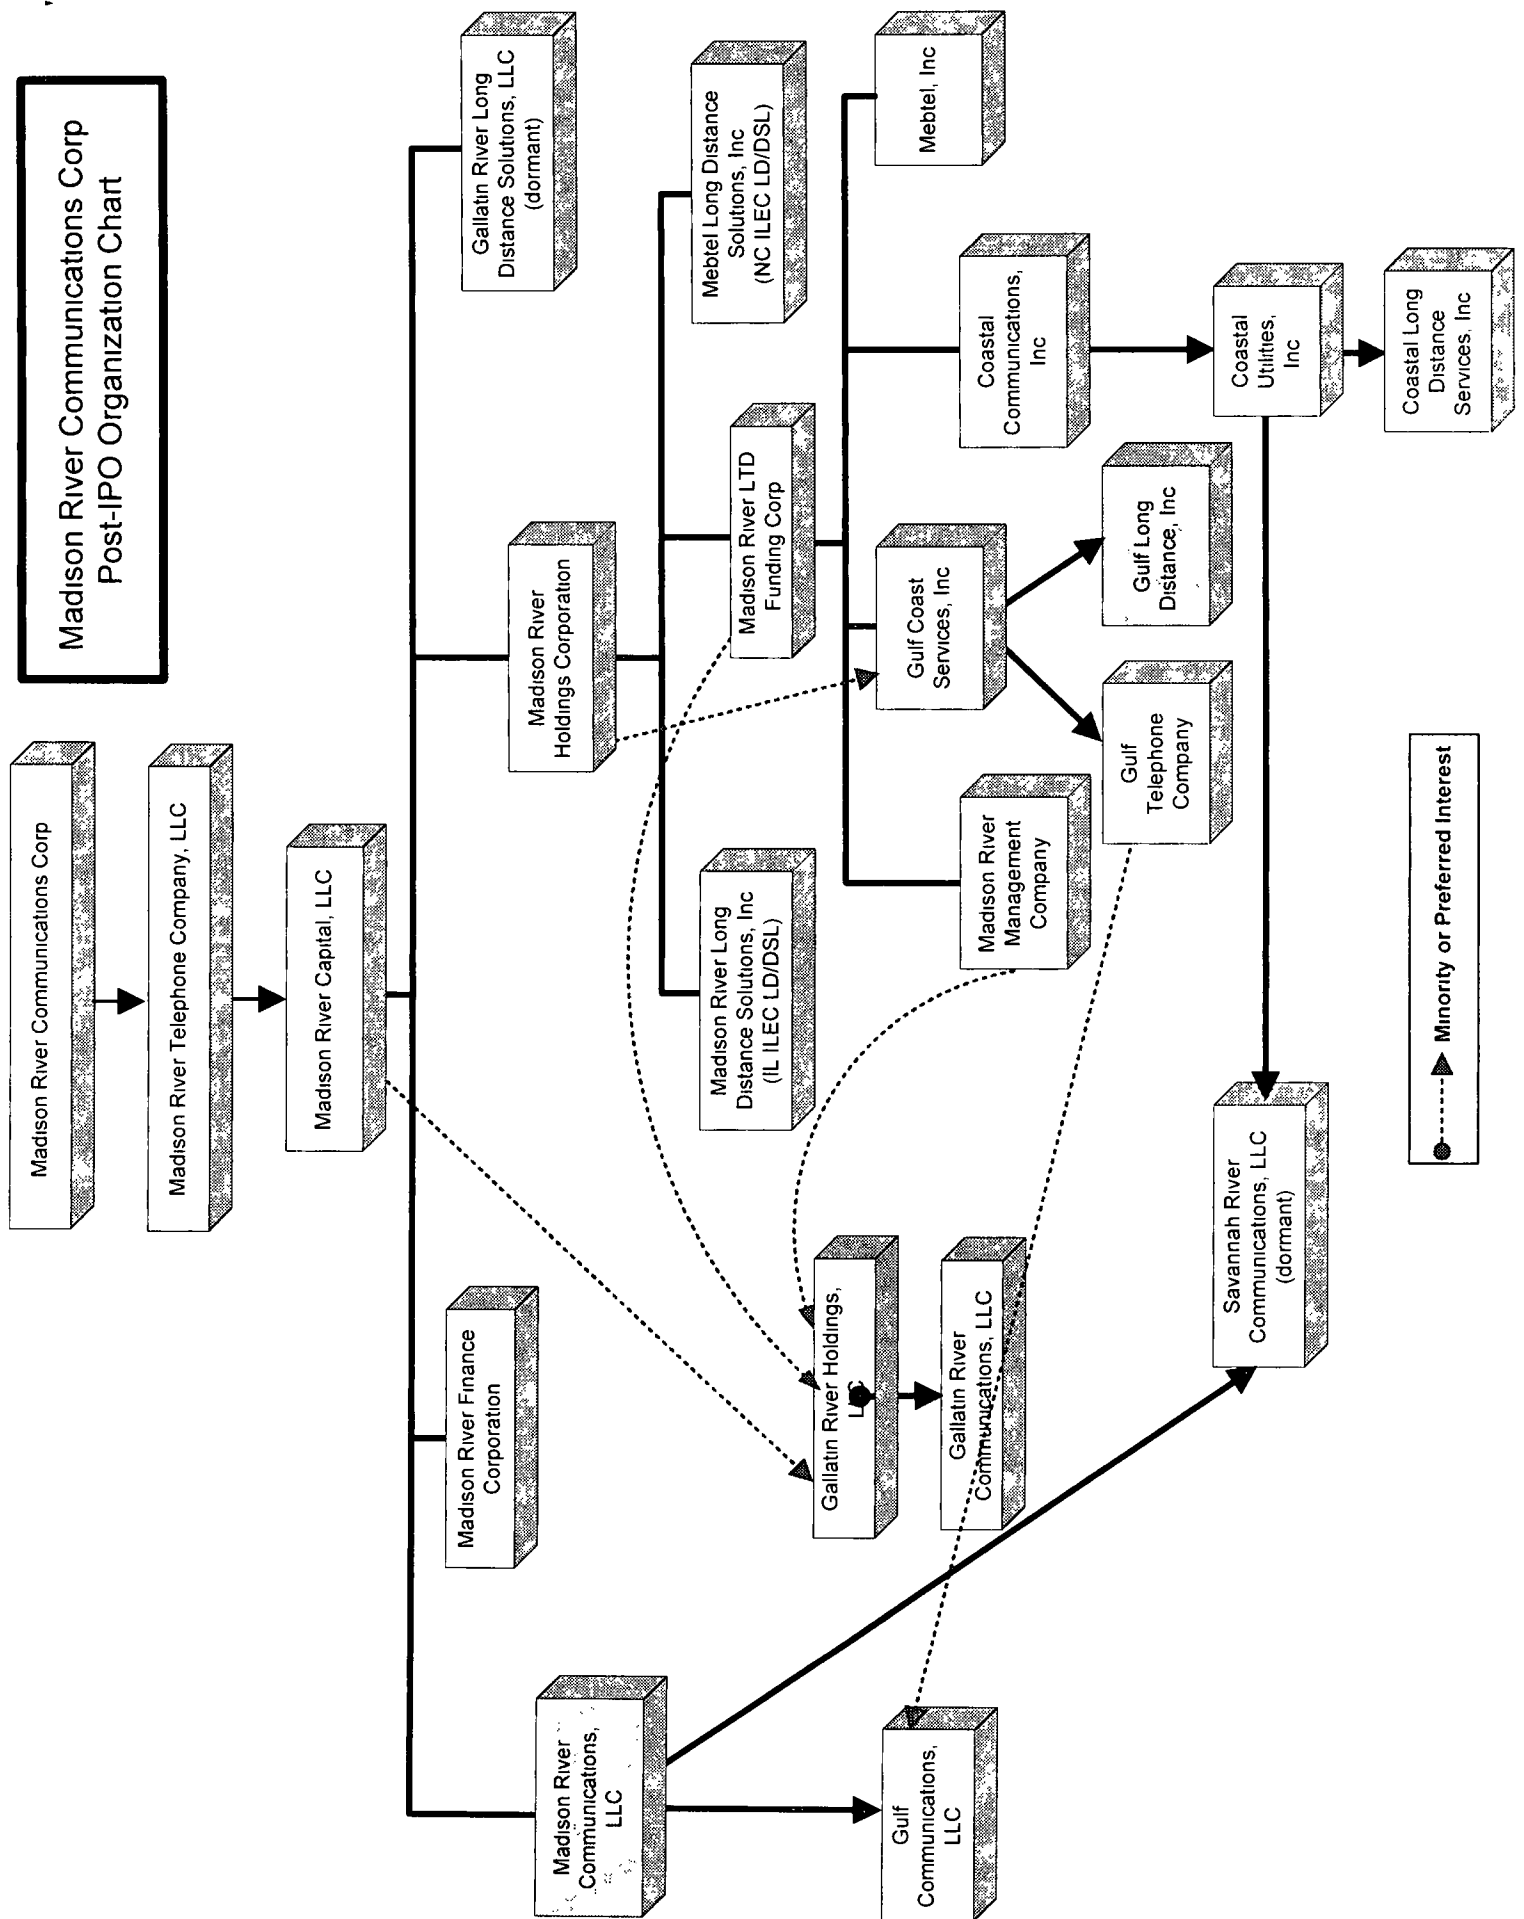 Madison River Communications Corp
Post-IPO Organization Chart
Madison River Communications Corp
Madison River Telephone Company, LLC
Madison River Capital, LLC
Madison River
Communications,
LLC
Madison River Finance
Corporation
Madison River
Holdings Corporation
Gallatin River Long
Distance Solutions, LLC
(dormant)
Madison River Long
Distance Solutions, Inc
(IL ILEC LD/DSL)
Madison River LTD
Funding Corp
Mebtel Long Distance
Solutions, Inc
(NC ILEC LD/DSL)
Gallatin River Holdings,
LLC
Gallatin River
Communications, LLC
Gulf
Communications,
LLC
Madison River
Management
Company
Gulf Coast
Services, Inc
Coastal
Communications,
Inc
Mebtel, Inc
Gulf
Telephone
Company
Gulf Long
Distance, Inc
Savannah River
Communications, LLC
(dormant)
Coastal
Utilities,
Inc
Coastal Long
Distance
Services, Inc
Minority or Preferred Interest